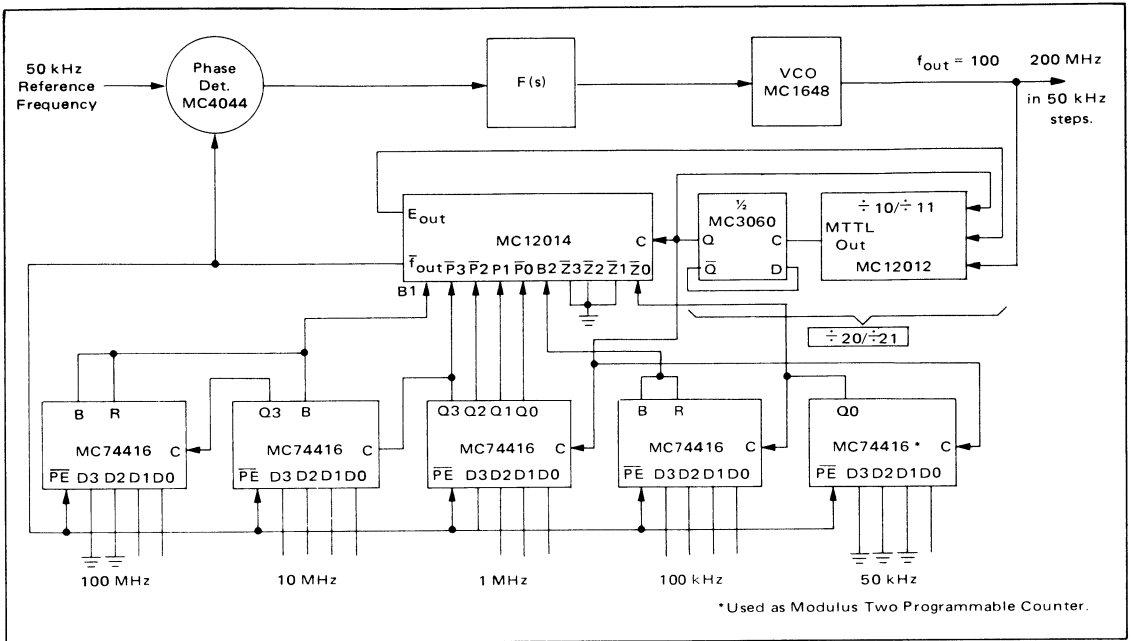 50 kHz
Reference
Frequency
Phase
Det.
MC4044
F(s)
VCO
MC1648
fout = 100 200 MHz
in 50 kHz
steps.
Eout
MC12014
C
f̅out P̅3 P̅2 P1 P̅0 B2 Z̅3 Z̅2 Z̅1 Z̅0
B1
½
MC3060
Q C
Q̅ D
÷10/÷11
MTTL
Out
MC12012
÷20/÷21
B R
MC74416 C
P̅E̅ D3 D2 D1 D0
Q3 B
MC74416 C
P̅E̅ D3 D2 D1 D0
Q3 Q2 Q1 Q0
MC74416 C
P̅E̅ D3 D2 D1 D0
B R
MC74416 C
P̅E̅ D3 D2 D1 D0
Q0
MC74416 * C
P̅E̅ D3 D2 D1 D0
100 MHz
10 MHz
1 MHz
100 kHz
50 kHz
*Used as Modulus Two Programmable Counter.